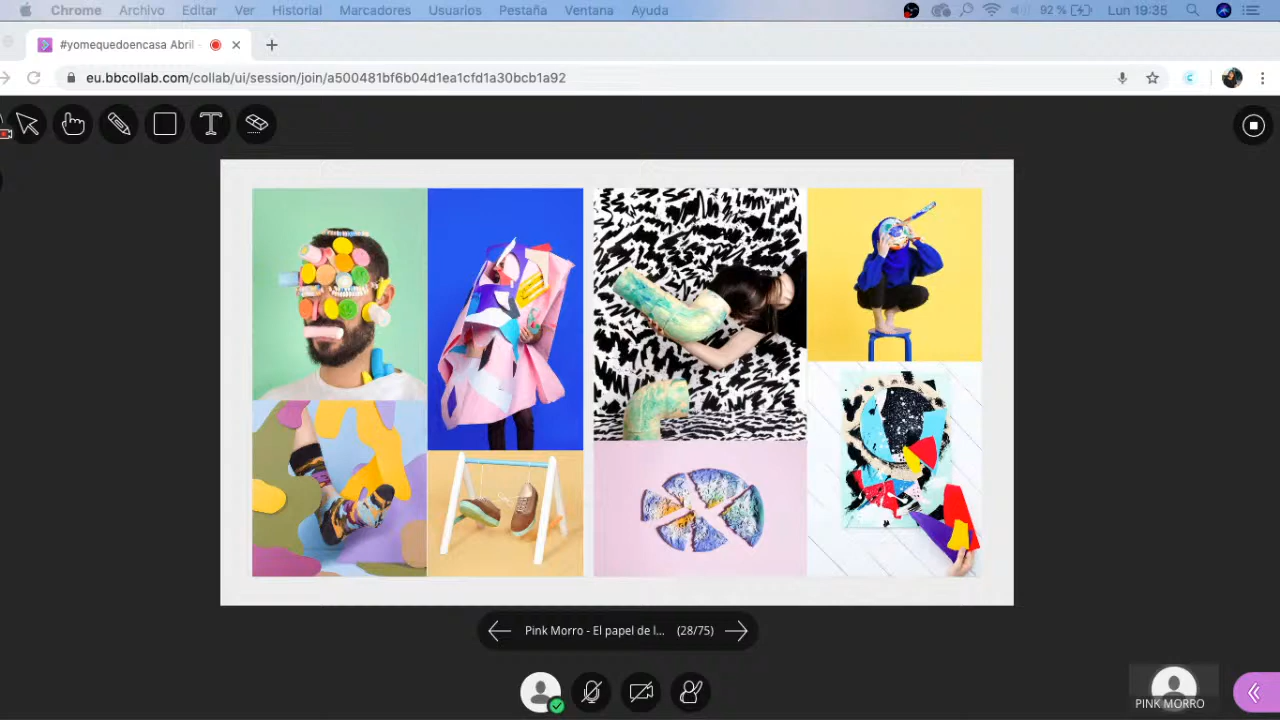 Chrome Archivo Editar Ver Historial Marcadores Usuarios Pestaña Ventana Ayuda 92 % Lun 19:35
#yomequedoencasa Abril
eu.bbcollab.com/collab/ui/session/join/a500481bf6b04d1ea1cfd1a30bcb1a92
Pink Morro - El papel de l... (28/75)
PINK MORRO